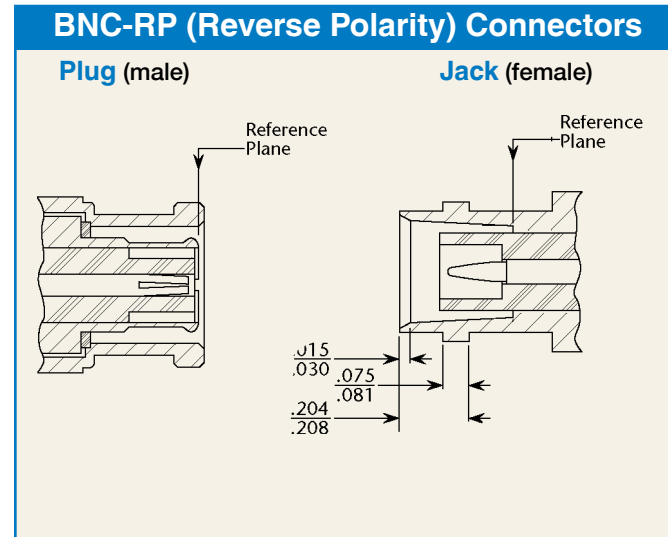 BNC-RP (Reverse Polarity) Connectors
Plug (male)
Jack (female)
Reference
Plane
Reference
Plane
.015
.030
.075
.081
.204
.208